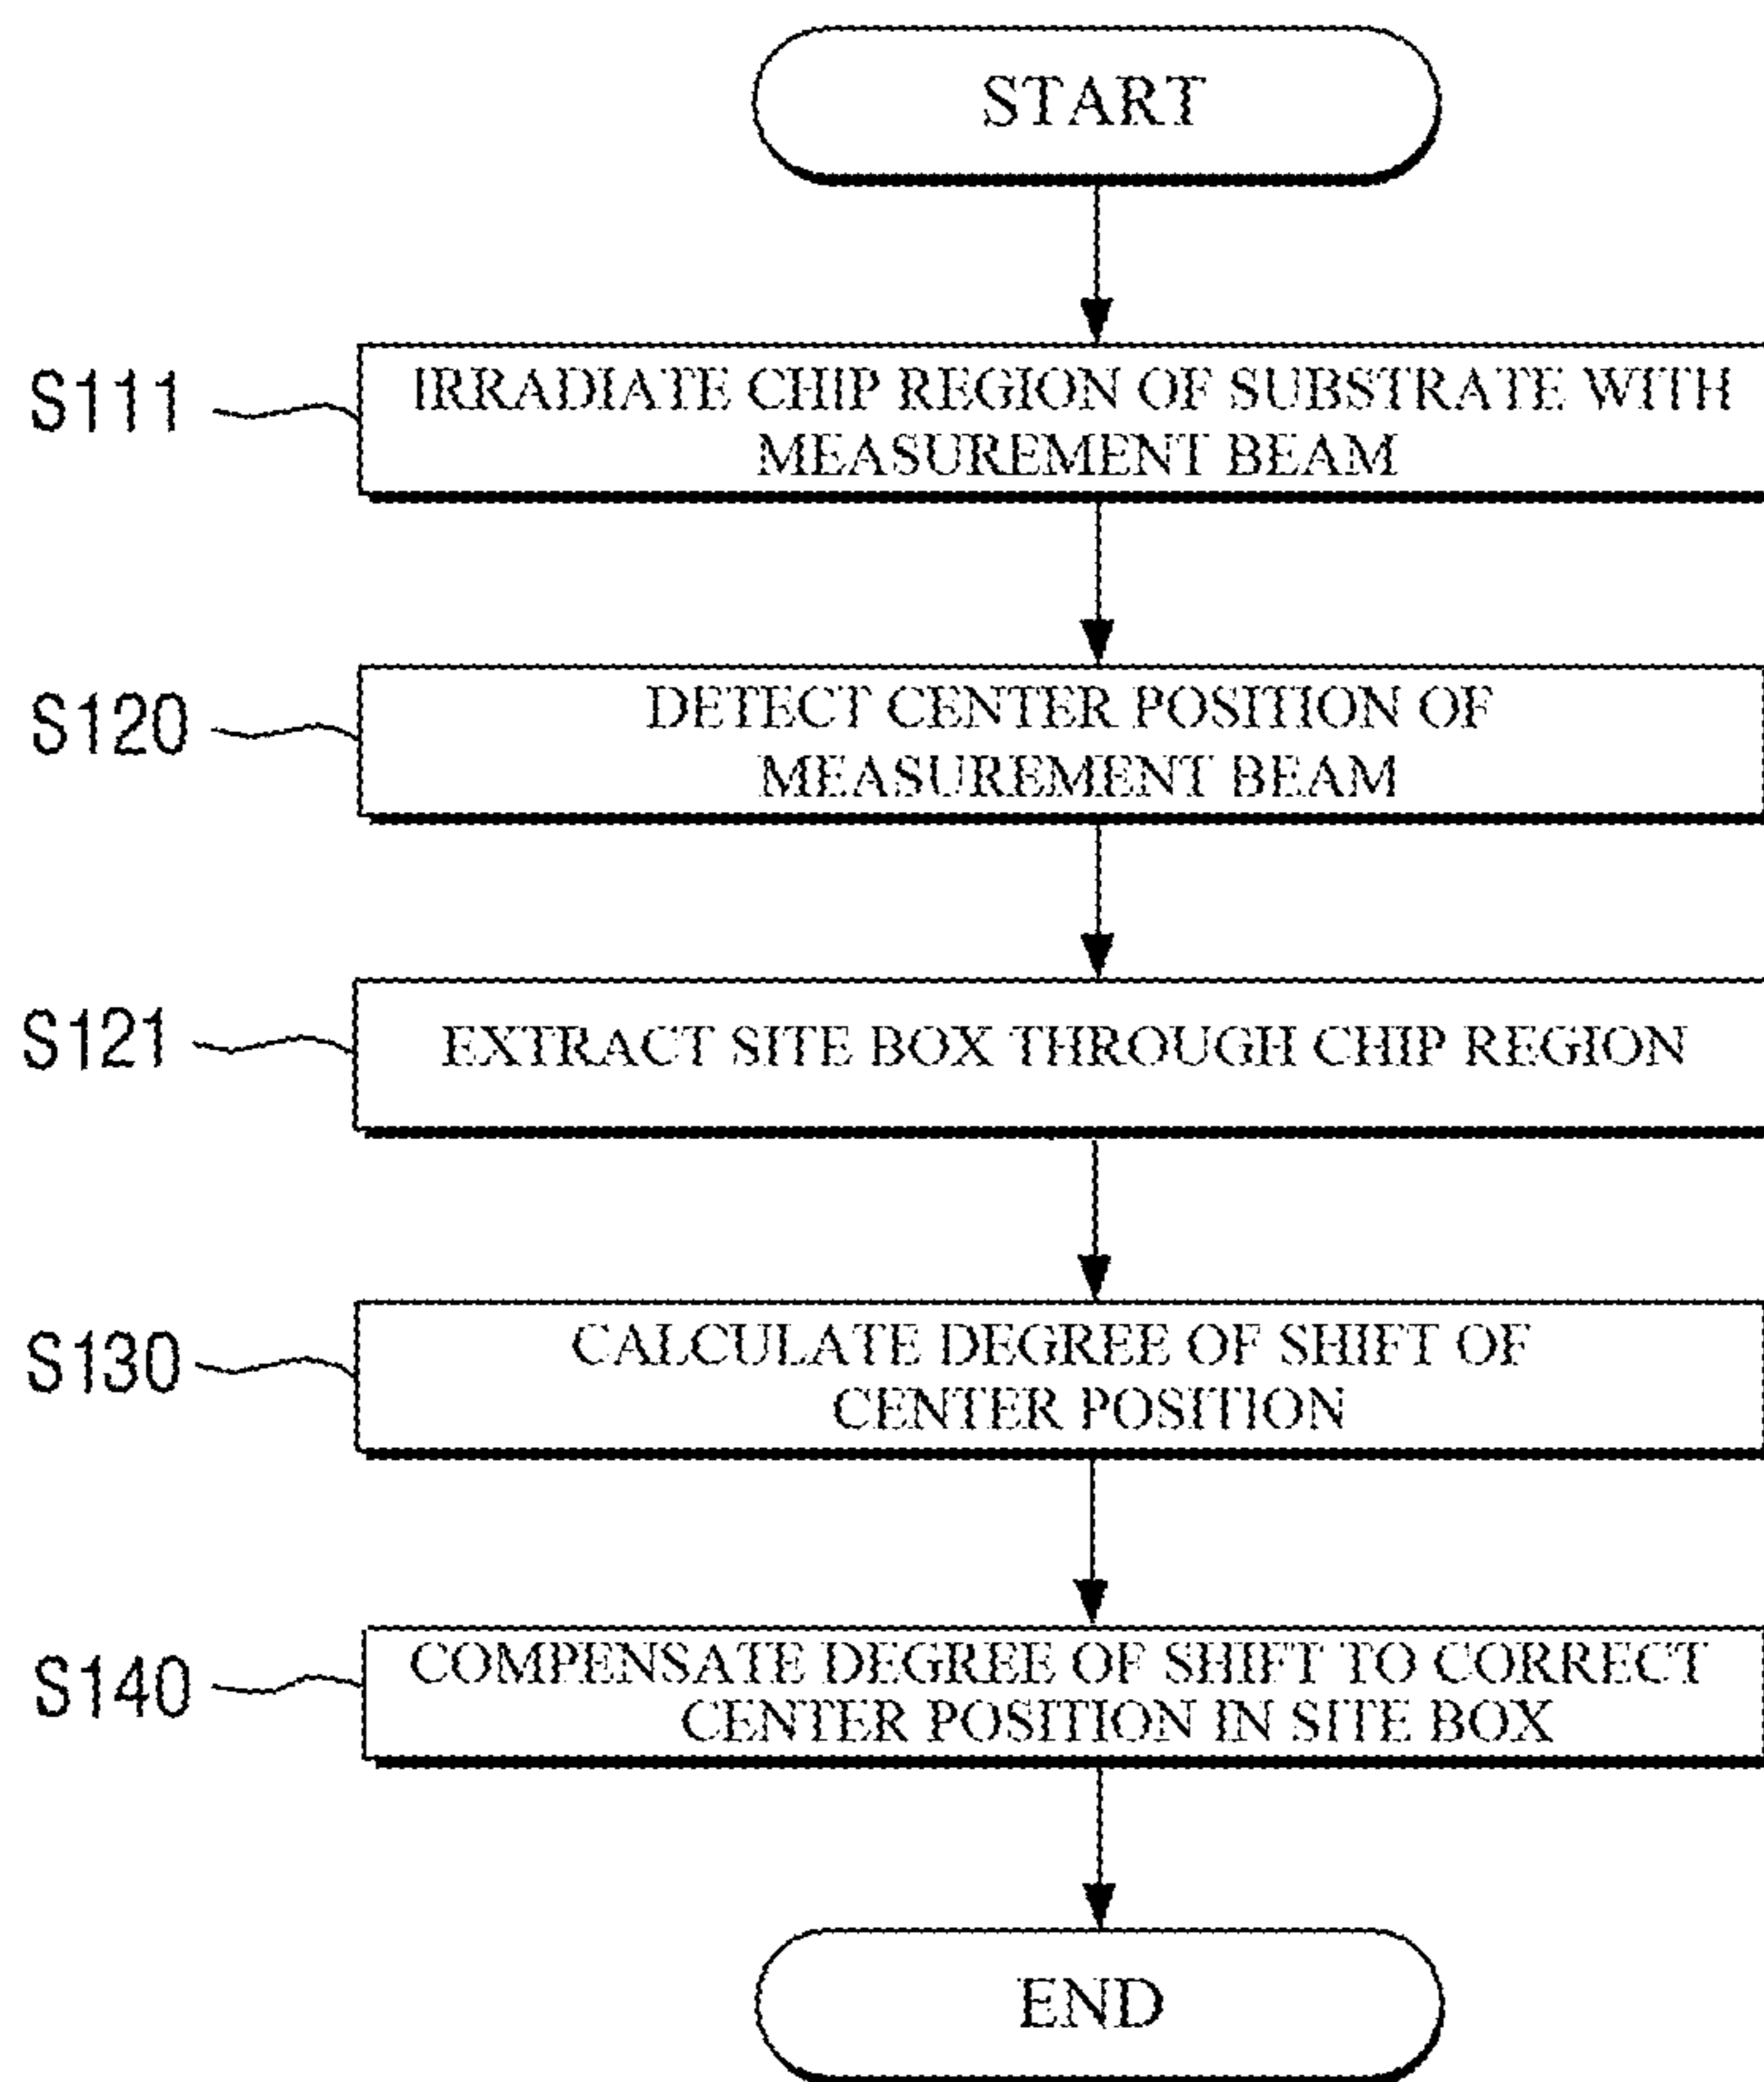 START
S111
IRRADIATE CHIP REGION OF SUBSTRATE WITH
MEASUREMENT BEAM
S120
DETECT CENTER POSITION OF
MEASUREMENT BEAM
S121
EXTRACT SITE BOX THROUGH CHIP REGION
S130
CALCULATE DEGREE OF SHIFT OF
CENTER POSITION
S140
COMPENSATE DEGREE OF SHIFT TO CORRECT
CENTER POSITION IN SITE BOX
END